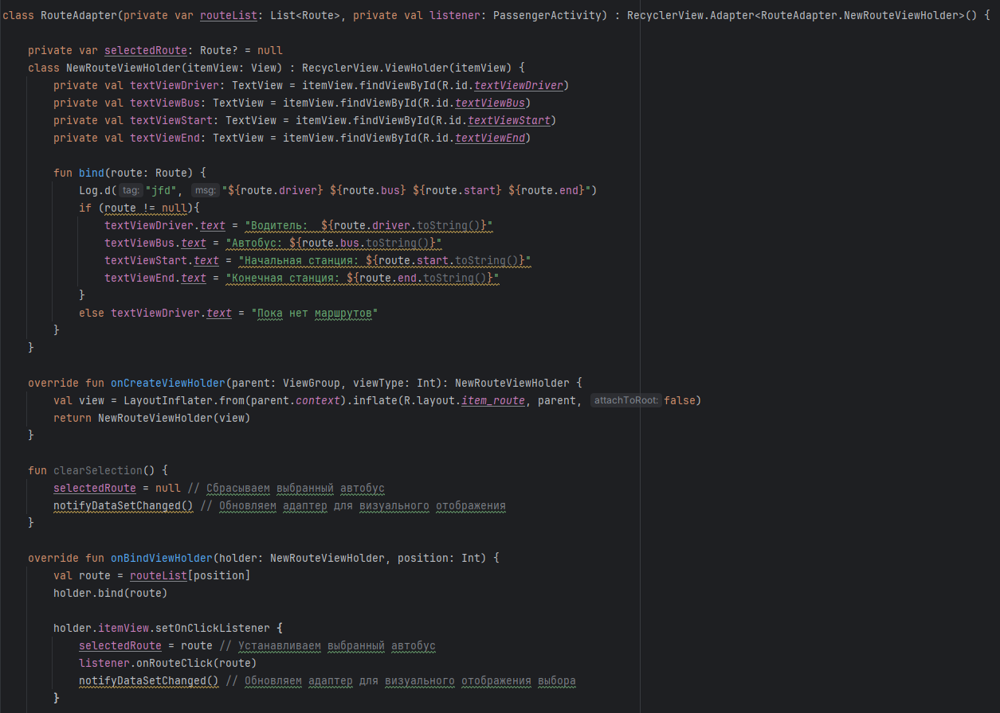 class RouteAdapter(private var routeList: List<Route>, private val listener: PassengerActivity) : RecyclerView.Adapter<RouteAdapter.NewRouteViewHolder>() {
private var selectedRoute: Route? = null
class NewRouteViewHolder(itemView: View) : RecyclerView.ViewHolder(itemView) {
private val textViewDriver: TextView = itemView.findViewById(R.id.textViewDriver)
private val textViewBus: TextView = itemView.findViewById(R.id.textViewBus)
private val textViewStart: TextView = itemView.findViewById(R.id.textViewStart)
private val textViewEnd: TextView = itemView.findViewById(R.id.textViewEnd)
fun bind(route: Route) {
Log.d( tag: "jfd", msg: "${route.driver} ${route.bus} ${route.start} ${route.end}")
if (route != null){
textViewDriver.text = "Водитель:  ${route.driver.toString()}"
textViewBus.text = "Автобус: ${route.bus.toString()}"
textViewStart.text = "Начальная станция: ${route.start.toString()}"
textViewEnd.text = "Конечная станция: ${route.end.toString()}"
}
else textViewDriver.text = "Пока нет маршрутов"
}
}
override fun onCreateViewHolder(parent: ViewGroup, viewType: Int): NewRouteViewHolder {
val view = LayoutInflater.from(parent.context).inflate(R.layout.item_route, parent, attachToRoot: false)
return NewRouteViewHolder(view)
}
fun clearSelection() {
selectedRoute = null // Сбрасываем выбранный автобус
notifyDataSetChanged() // Обновляем адаптер для визуального отображения
}
override fun onBindViewHolder(holder: NewRouteViewHolder, position: Int) {
val route = routeList[position]
holder.bind(route)
holder.itemView.setOnClickListener {
selectedRoute = route // Устанавливаем выбранный автобус
listener.onRouteClick(route)
notifyDataSetChanged() // Обновляем адаптер для визуального отображения выбора
}